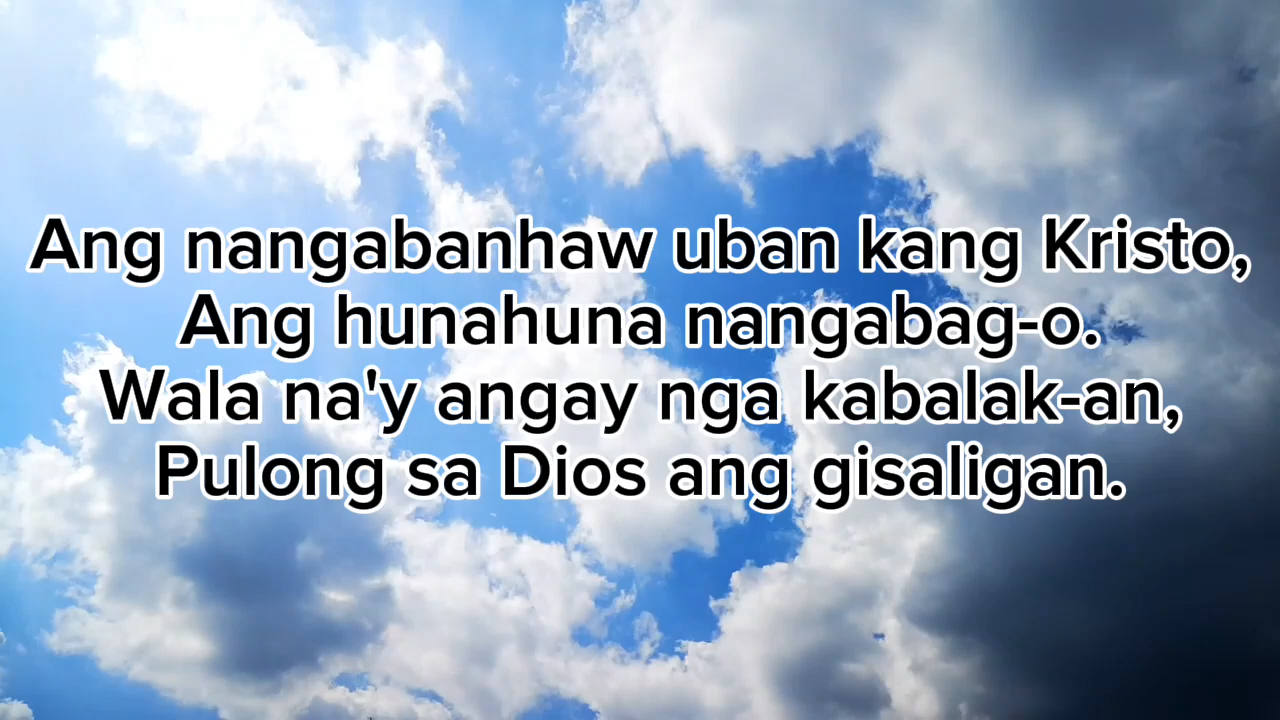 Ang nangabanhaw uban kang Kristo,
Ang hunahuna nangabag-o.
Wala na'y angay nga kabalak-an,
Pulong sa Dios ang gisaligan.